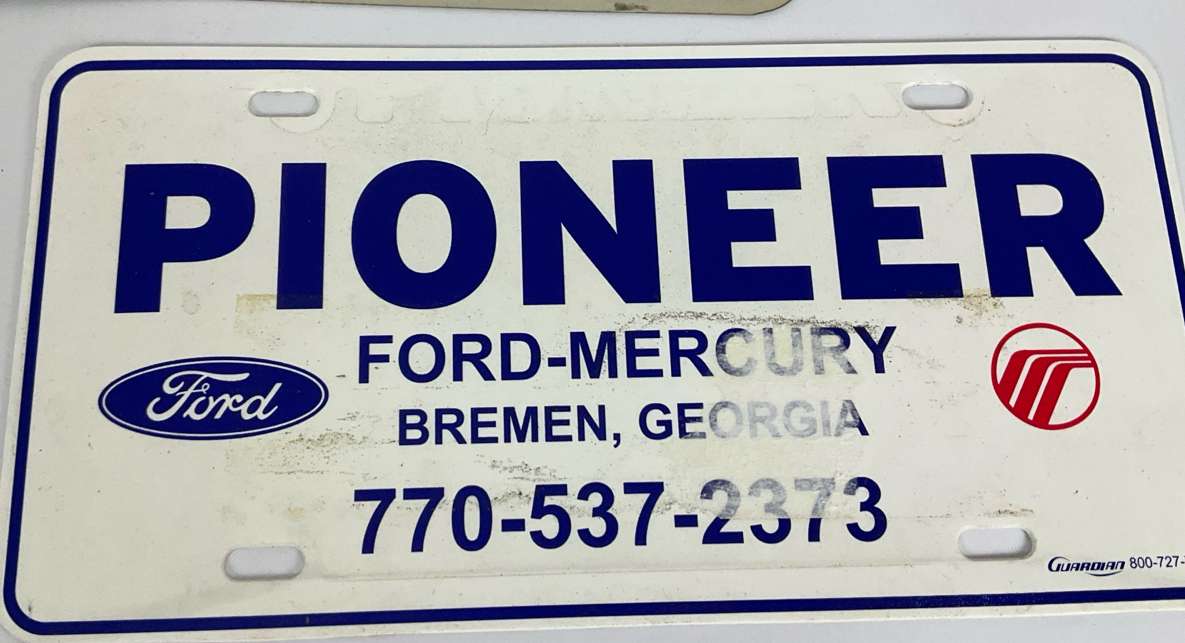 PIONEER
FORD-MERCURY
Ford
BREMEN, GEORGIA
770-537-2373
GUARDIAN 800-727-